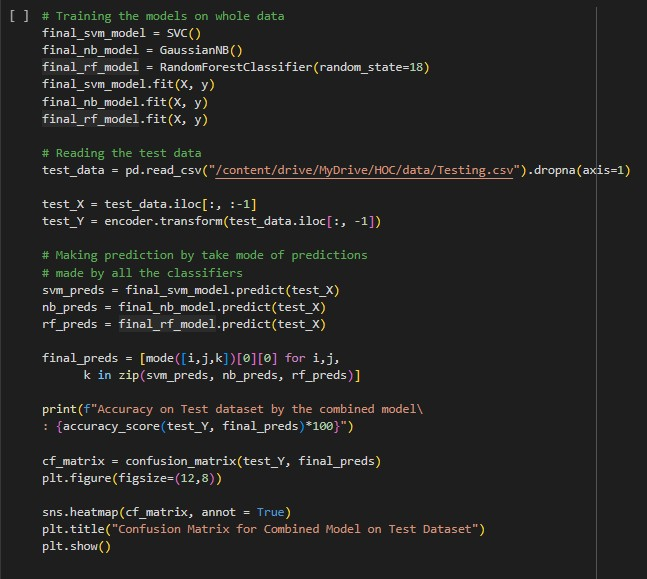 [ ] # Training the models on whole data
final_svm_model = SVC()
final_nb_model = GaussianNB()
final_rf_model = RandomForestClassifier(random_state=18)
final_svm_model.fit(X, y)
final_nb_model.fit(X, y)
final_rf_model.fit(X, y)

# Reading the test data
test_data = pd.read_csv("/content/drive/MyDrive/HOC/data/Testing.csv").dropna(axis=1)

test_X = test_data.iloc[:, :-1]
test_Y = encoder.transform(test_data.iloc[:, -1])

# Making prediction by take mode of predictions
# made by all the classifiers
svm_preds = final_svm_model.predict(test_X)
nb_preds = final_nb_model.predict(test_X)
rf_preds = final_rf_model.predict(test_X)

final_preds = [mode([i,j,k])[0][0] for i,j,
      k in zip(svm_preds, nb_preds, rf_preds)]

print(f"Accuracy on Test dataset by the combined model\
: {accuracy_score(test_Y, final_preds)*100}")

cf_matrix = confusion_matrix(test_Y, final_preds)
plt.figure(figsize=(12,8))

sns.heatmap(cf_matrix, annot = True)
plt.title("Confusion Matrix for Combined Model on Test Dataset")
plt.show()